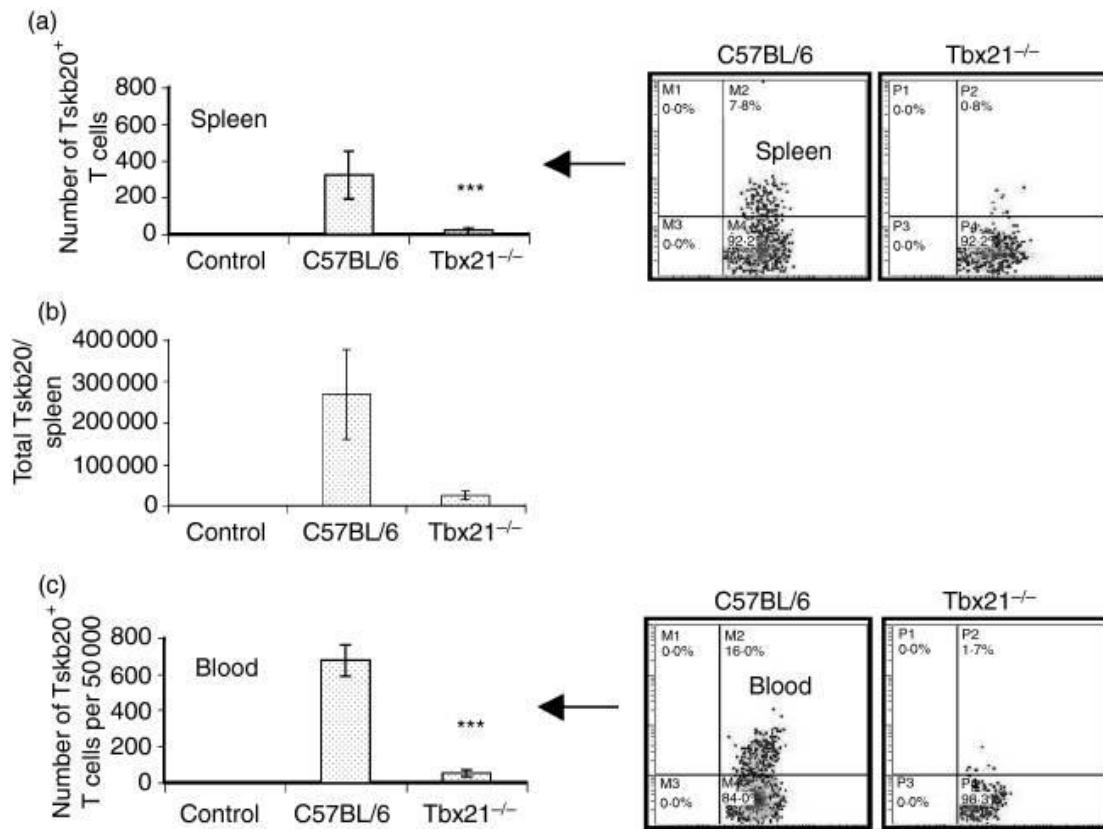 (a)
Number of Tskb20+
T cells
800
600
400
200
0
Spleen
***
Control C57BL/6 Tbx21–/–
C57BL/6
M1
0·0%
M2
7·8%
Spleen
M3
0·0%
M4
92·2%
Tbx21–/–
P1
0·0%
P2
0·8%
P3
0·0%
P4
92·2%
(b)
Total Tskb20/
spleen
400 000
300 000
200 000
100 000
0
Control C57BL/6 Tbx21–/–
(c)
Number of Tskb20+
T cells per 50 000
800
600
400
200
0
Blood
***
Control C57BL/6 Tbx21–/–
C57BL/6
M1
0·0%
M2
16·0%
Blood
M3
0·0%
84·0%
Tbx21–/–
P1
0·0%
P2
1·7%
P3
0·0%
P4
98·3%